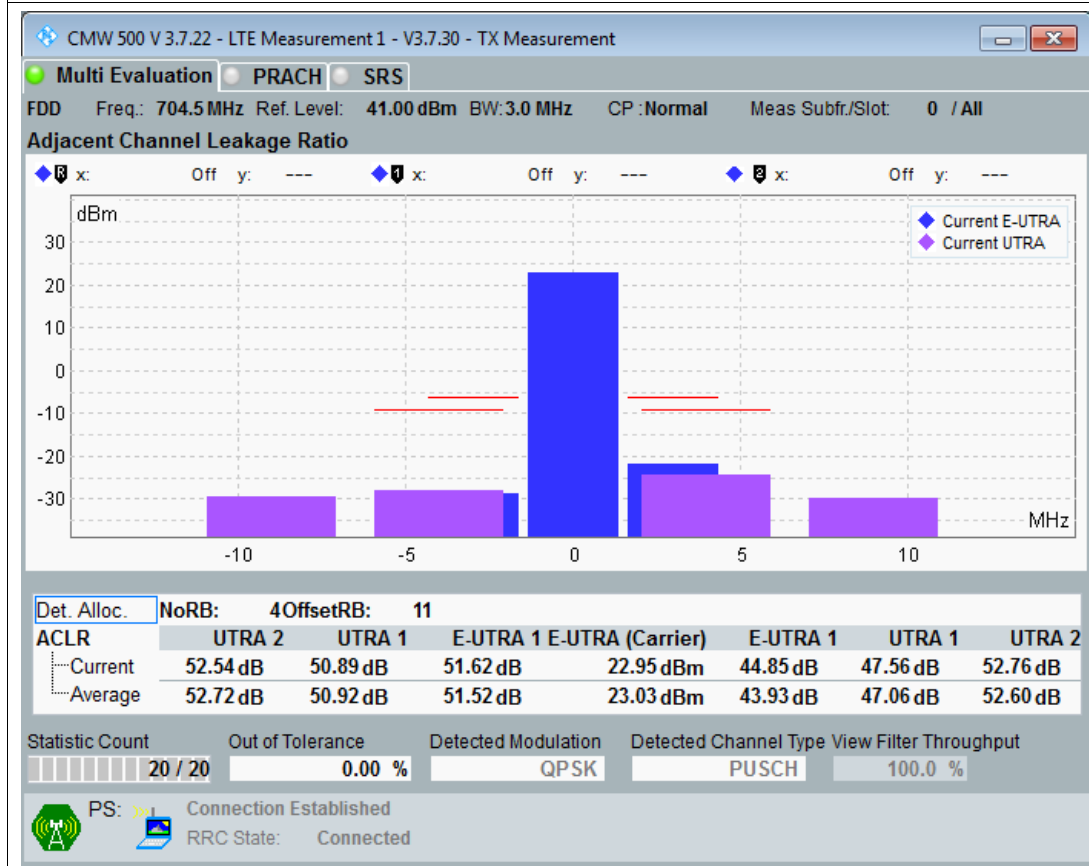 CMW 500 V 3.7.22 - LTE Measurement 1 - V3.7.30 - TX Measurement
Multi Evaluation PRACH SRS
FDD Freq.: 704.5 MHz Ref. Level: 41.00 dBm BW: 3.0 MHz CP : Normal Meas Subfr./Slot: 0 / All
Adjacent Channel Leakage Ratio
R x: Off y: --- 1 x: Off y: --- 2 x: Off y: ---
dBm
Current E-UTRA
Current UTRA
30
20
10
0
-10
-20
-30
MHz
-10 -5 0 5 10
Det. Alloc. NoRB: 4 OffsetRB: 11
ACLR UTRA 2 UTRA 1 E-UTRA 1 E-UTRA (Carrier) E-UTRA 1 UTRA 1 UTRA 2
Current 52.54 dB 50.89 dB 51.62 dB 22.95 dBm 44.85 dB 47.56 dB 52.76 dB
Average 52.72 dB 50.92 dB 51.52 dB 23.03 dBm 43.93 dB 47.06 dB 52.60 dB
Statistic Count Out of Tolerance Detected Modulation Detected Channel Type View Filter Throughput
20 / 20 0.00 % QPSK PUSCH 100.0 %
PS: Connection Established
RRC State: Connected